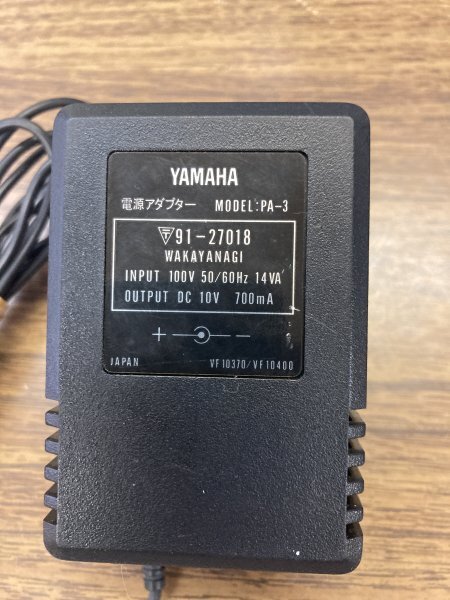 YAMAHA
電源アダプター MODEL:PA-3
〒91-27018
WAKAYANAGI
INPUT 100V 50/60Hz 14VA
OUTPUT DC 10V 700mA
+ −
JAPAN VF10370/VF10400